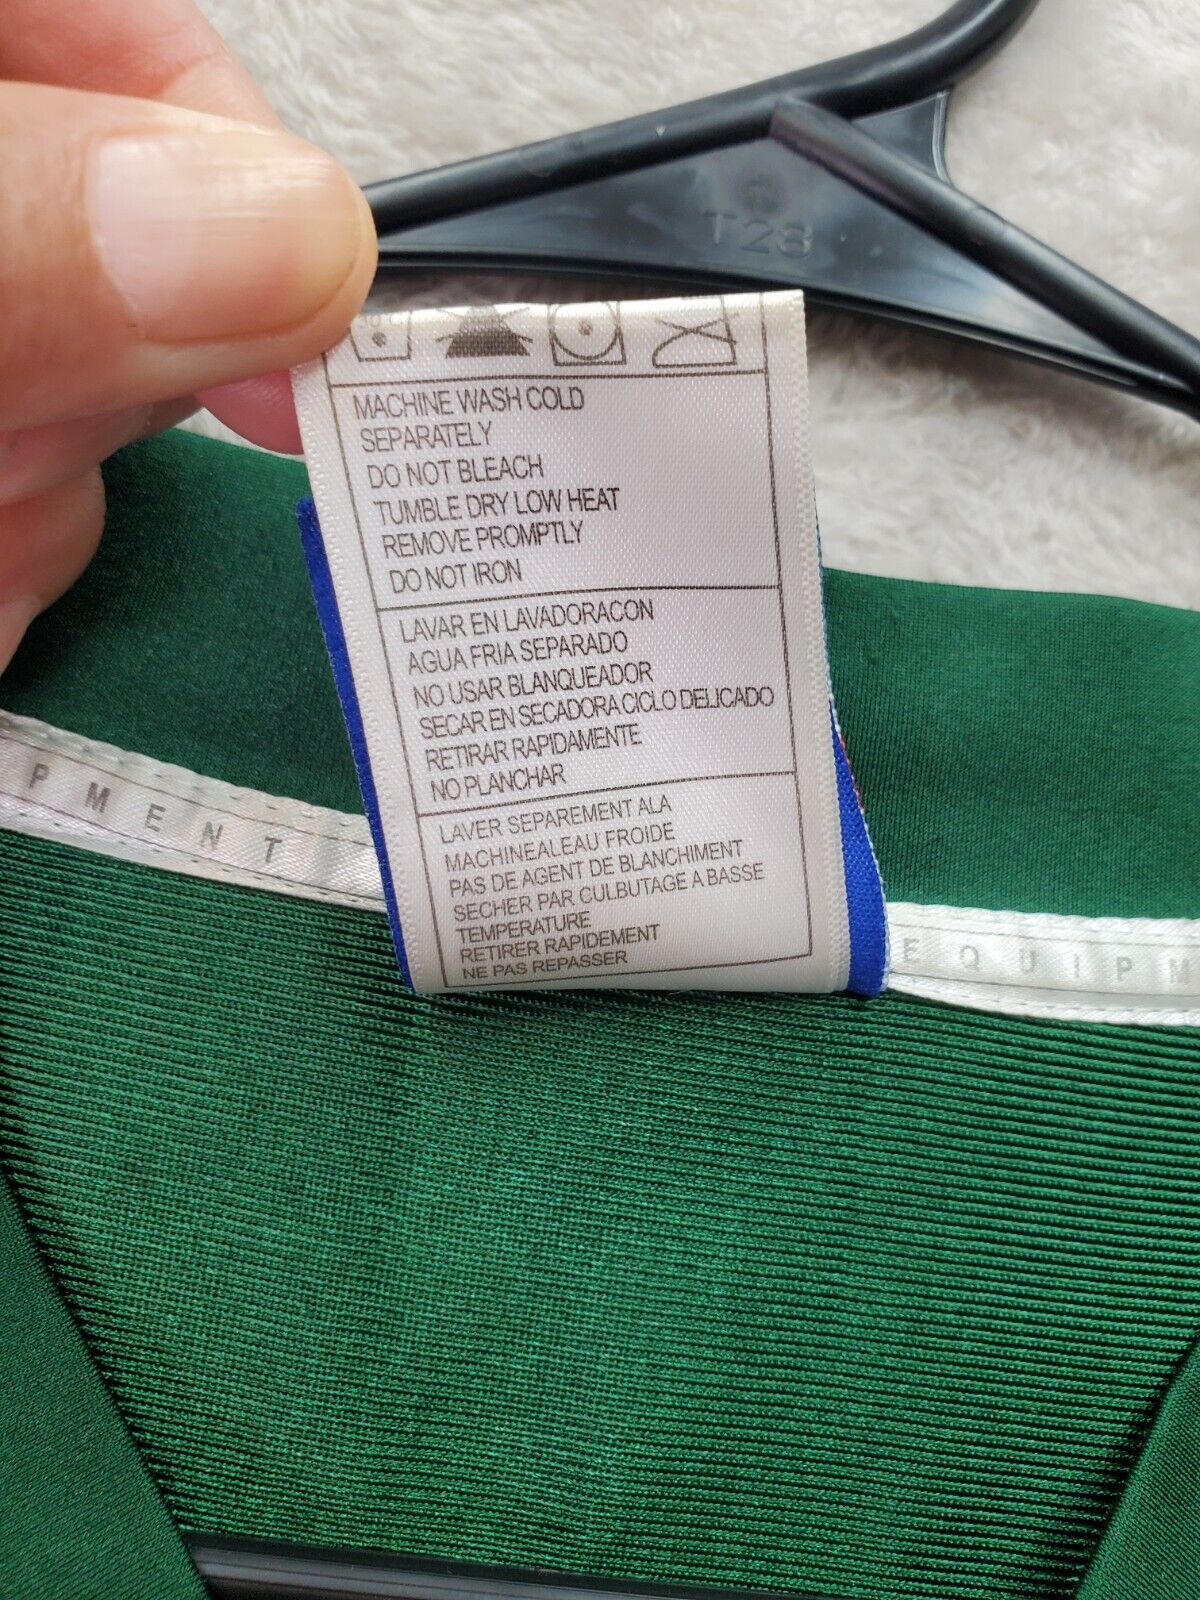 T28
MACHINE WASH COLD
SEPARATELY
DO NOT BLEACH
TUMBLE DRY LOW HEAT
REMOVE PROMPTLY
DO NOT IRON
LAVAR EN LAVADORACON
AGUA FRIA SEPARADO
NO USAR BLANQUEADOR
SECAR EN SECADORA CICLO DELICADO
RETIRAR RAPIDAMENTE
NO PLANCHAR
LAVER SEPAREMENT ALA
MACHINEALEAU FROIDE
PAS DE AGENT DE BLANCHIMENT
SECHER PAR CULBUTAGE A BASSE
TEMPERATURE
RETIRER RAPIDEMENT
NE PAS REPASSER
PMENT
EQUIPM